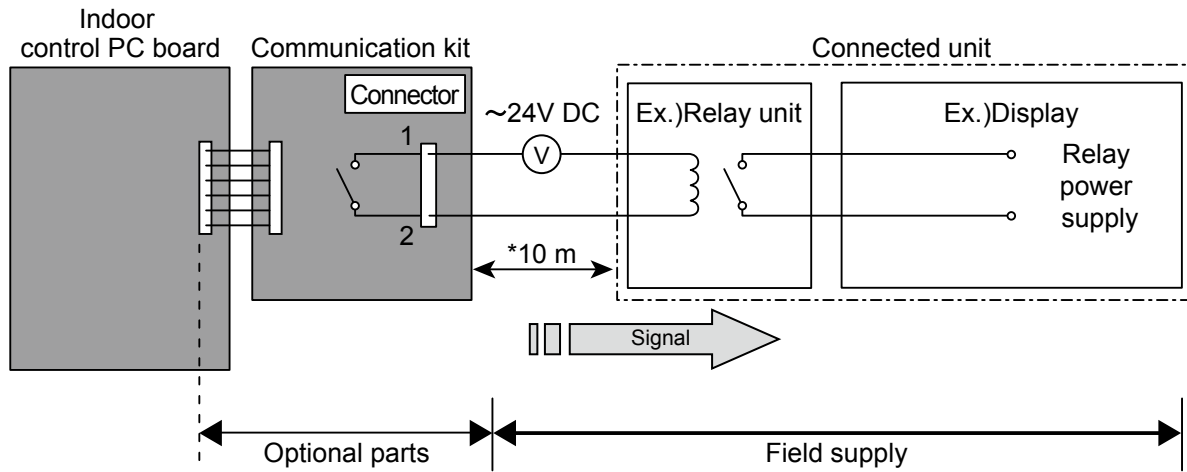 Indoor
control PC board
Communication kit
Connected unit
Connector
1
2
～24V DC
V
Ex.)Relay unit
Ex.)Display
Relay
power
supply
*10 m
Signal
Optional parts
Field supply